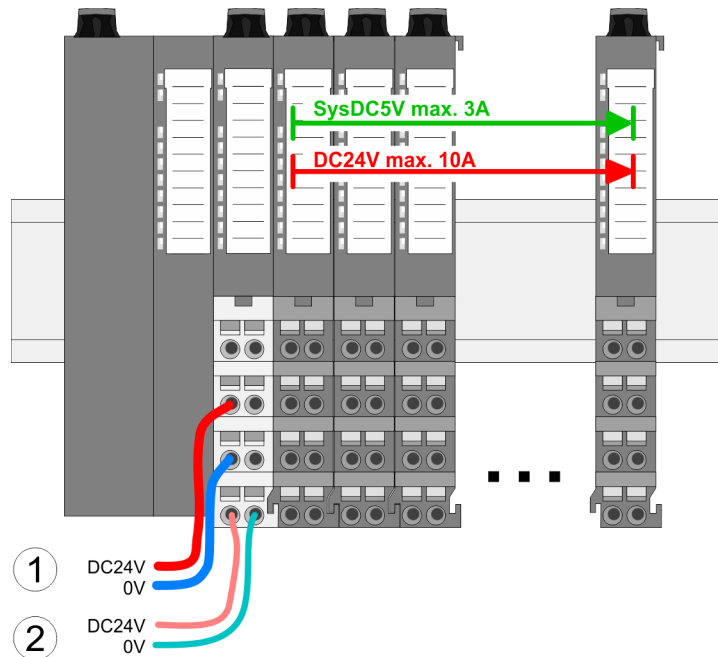 SysDC5V max. 3A
DC24V max. 10A
1 DC24V
0V
2 DC24V
0V